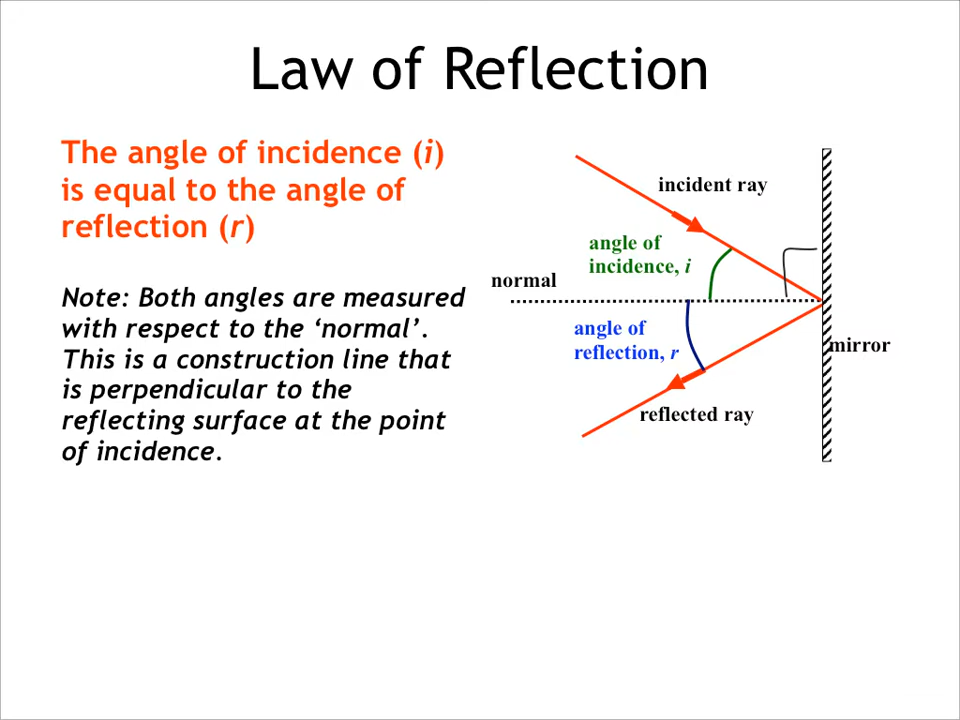 Law of Reflection
The angle of incidence (i)
is equal to the angle of
reflection (r)
Note: Both angles are measured
with respect to the ‘normal’.
This is a construction line that
is perpendicular to the
reflecting surface at the point
of incidence.
incident ray
angle of
incidence, i
normal
angle of
reflection, r
mirror
reflected ray